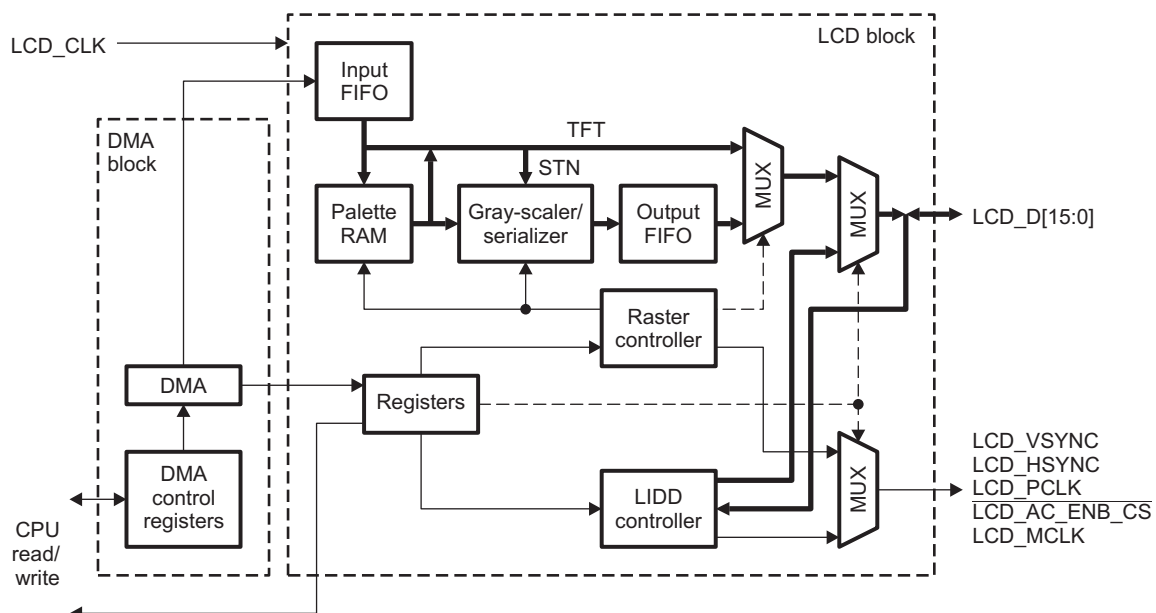 LCD_CLK
LCD block
Input
FIFO
DMA
block
TFT
STN
MUX
MUX
Palette
RAM
Gray-scaler/
serializer
Output
FIFO
LCD_D[15:0]
Raster
controller
DMA
Registers
DMA
control
registers
LIDD
controller
MUX
LCD_VSYNC
LCD_HSYNC
LCD_PCLK
LCD_AC_ENB_CS
LCD_MCLK
CPU
read/
write